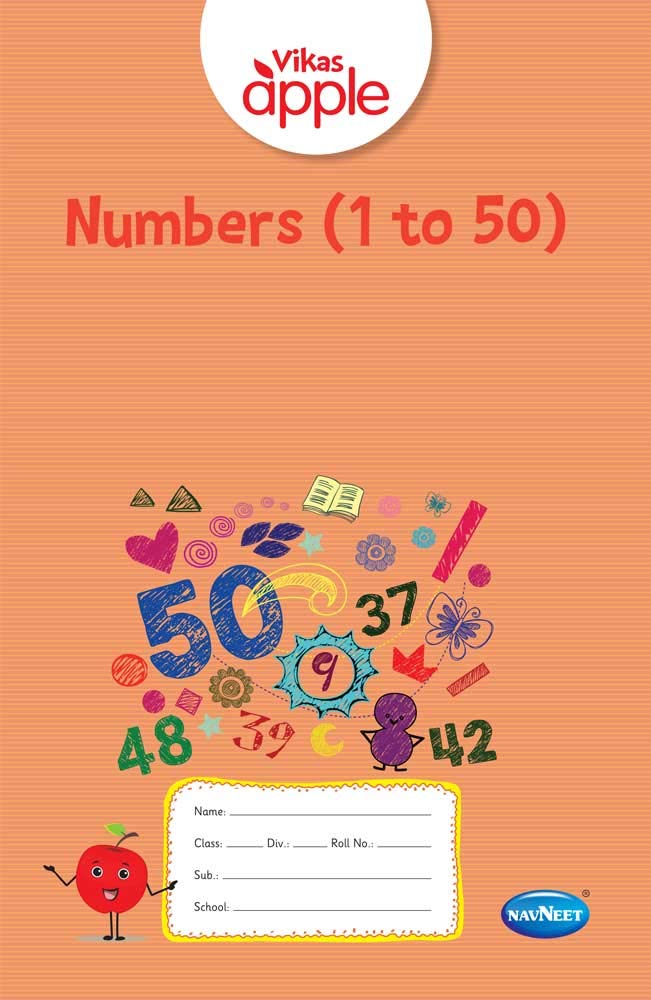 Vikas
apple
Numbers (1 to 50)
50
37
9
48
39
42
Name:
Class: Div.: Roll No.:
Sub.:
School:
NAVNEET®